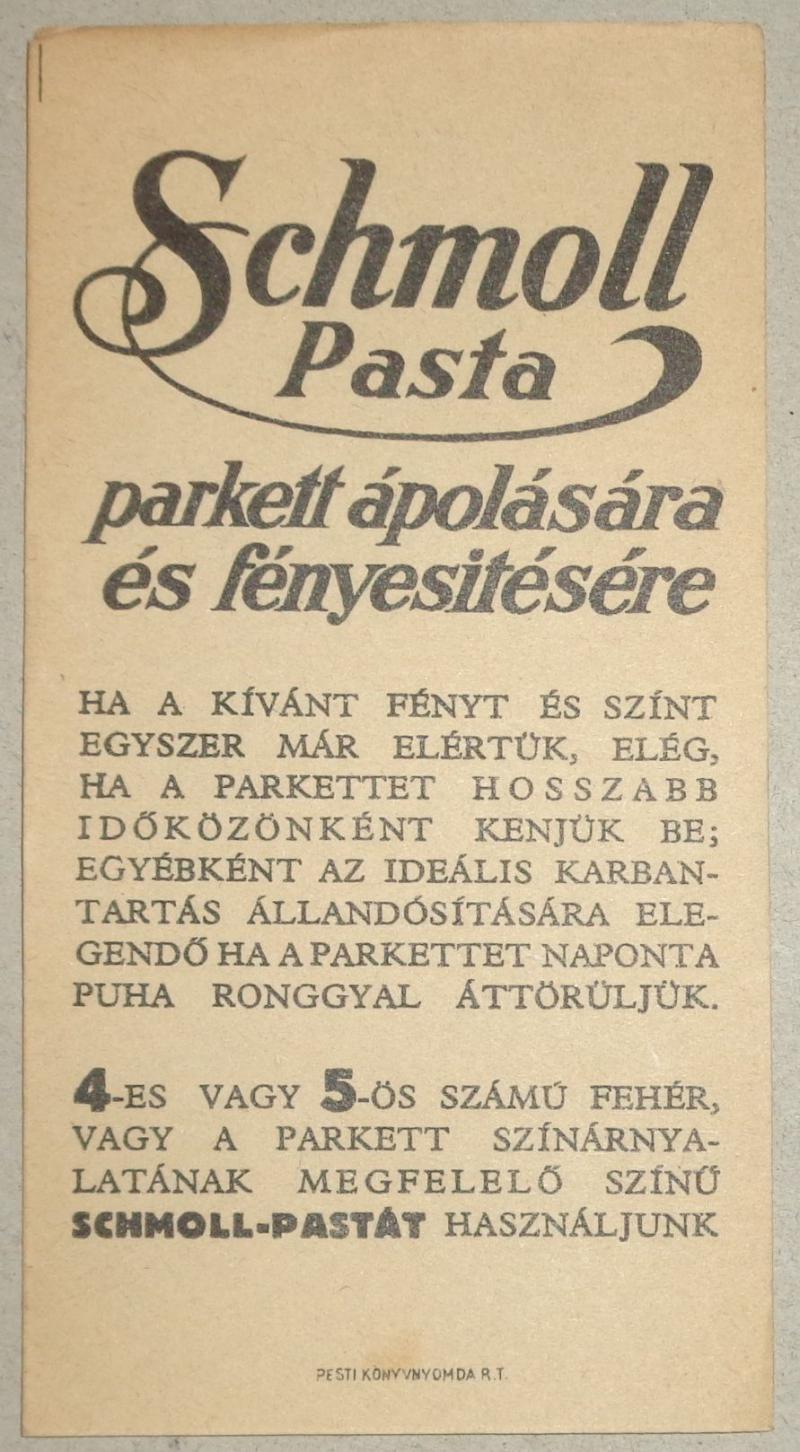 Schmoll
Pasta
parkett ápolására
és fényesitésére
HA A KÍVÁNT FÉNYT ÉS SZÍNT
EGYSZER MÁR ELÉRTÜK, ELÉG,
HA A PARKETTET HOSSZABB
IDŐKÖZÖNKÉNT KENJÜK BE;
EGYÉBKÉNT AZ IDEÁLIS KARBAN-
TARTÁS ÁLLANDÓSÍTÁSÁRA ELE-
GENDŐ HA A PARKETTET NAPONTA
PUHA RONGGYAL ÁTTÖRÜLJÜK.
4-ES VAGY 5-ÖS SZÁMÚ FEHÉR,
VAGY A PARKETT SZÍNÁRNYA-
LATÁNAK MEGFELELŐ SZÍNŰ
SCHMOLL-PASTÁT HASZNÁLJUNK
PESTI KÖNYVNYOMDA R.T.